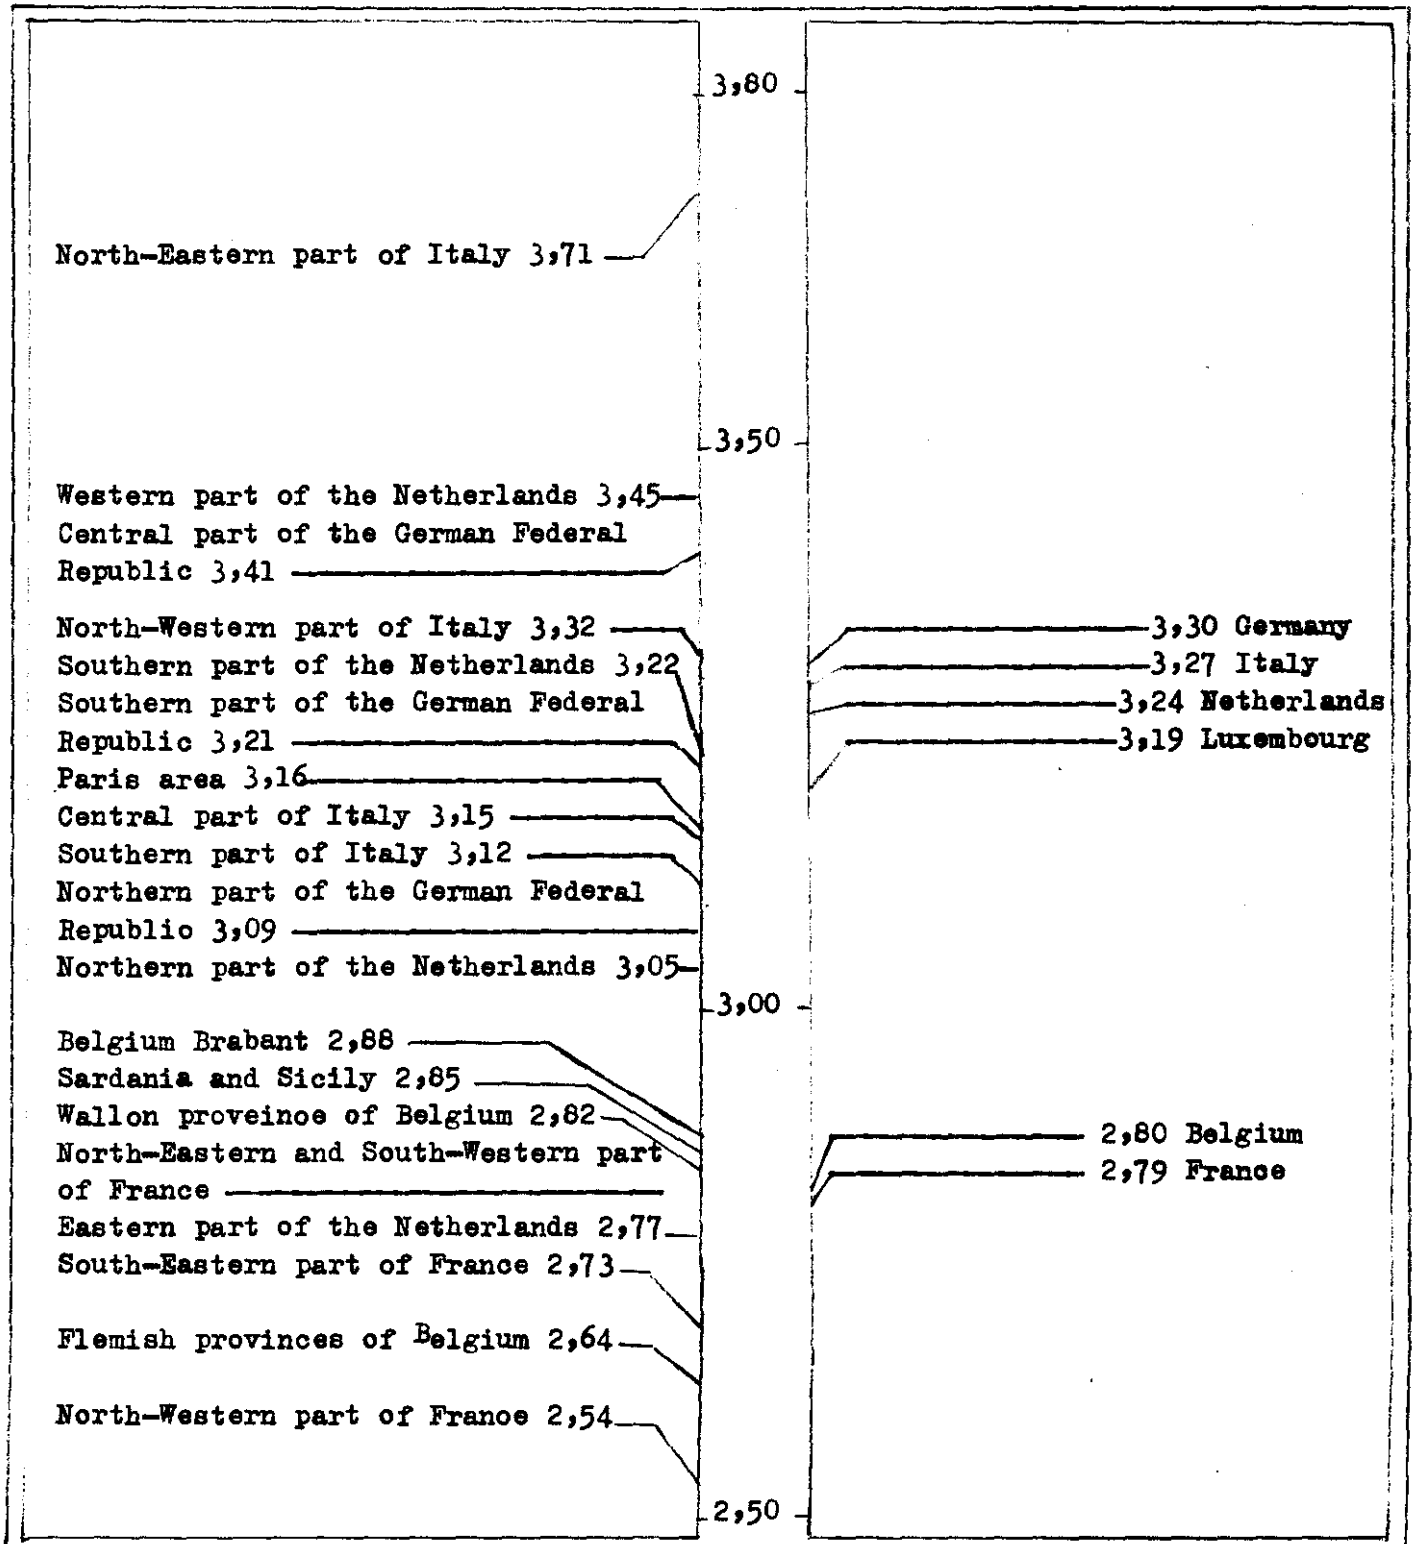 3,80
North-Eastern part of Italy 3,71
3,50
Western part of the Netherlands 3,45
Central part of the German Federal
Republic 3,41
North-Western part of Italy 3,32
Southern part of the Netherlands 3,22
Southern part of the German Federal
Republic 3,21
Paris area 3,16
Central part of Italy 3,15
Southern part of Italy 3,12
Northern part of the German Federal
Republic 3,09
Northern part of the Netherlands 3,05
3,00
Belgium Brabant 2,88
Sardania and Sicily 2,85
Wallon proveinoe of Belgium 2,82
North-Eastern and South-Western part
of France
Eastern part of the Netherlands 2,77
South-Eastern part of France 2,73
Flemish provinces of Belgium 2,64
North-Western part of Franoe 2,54
2,50
3,30 Germany
3,27 Italy
3,24 Netherlands
3,19 Luxembourg
2,80 Belgium
2,79 France